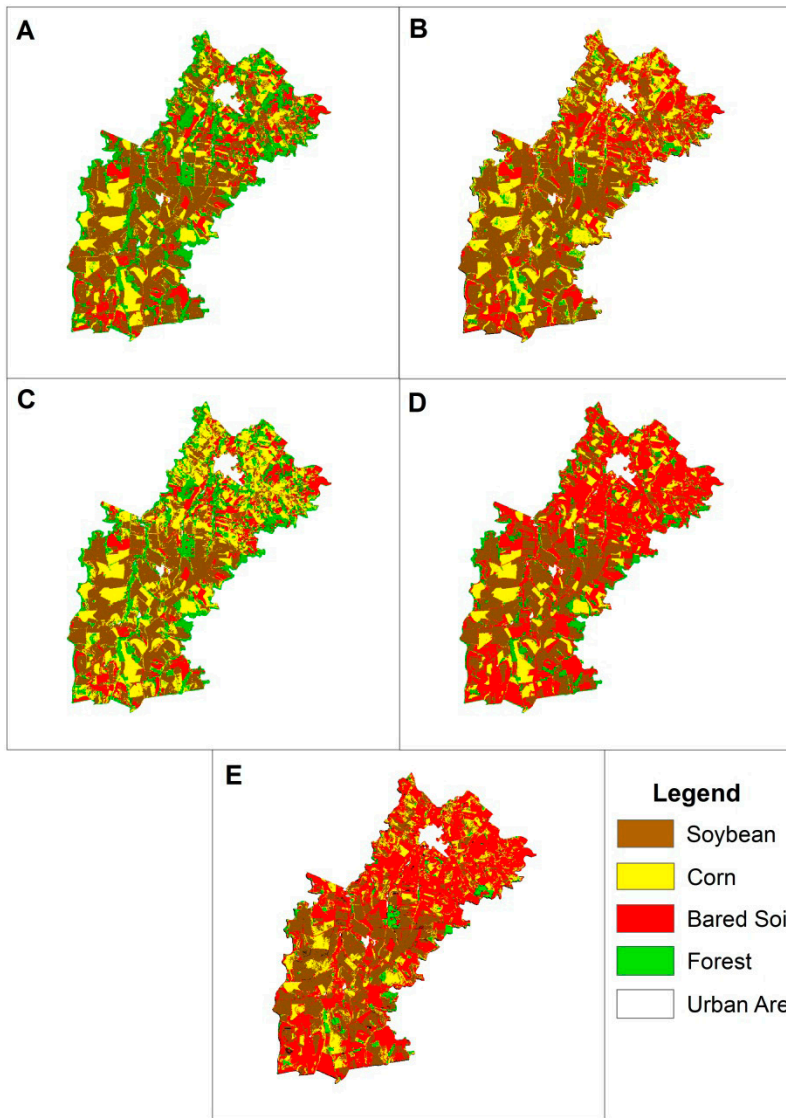 A
B
C
D
E
Legend
Soybean
Corn
Bared Soi
Forest
Urban Are